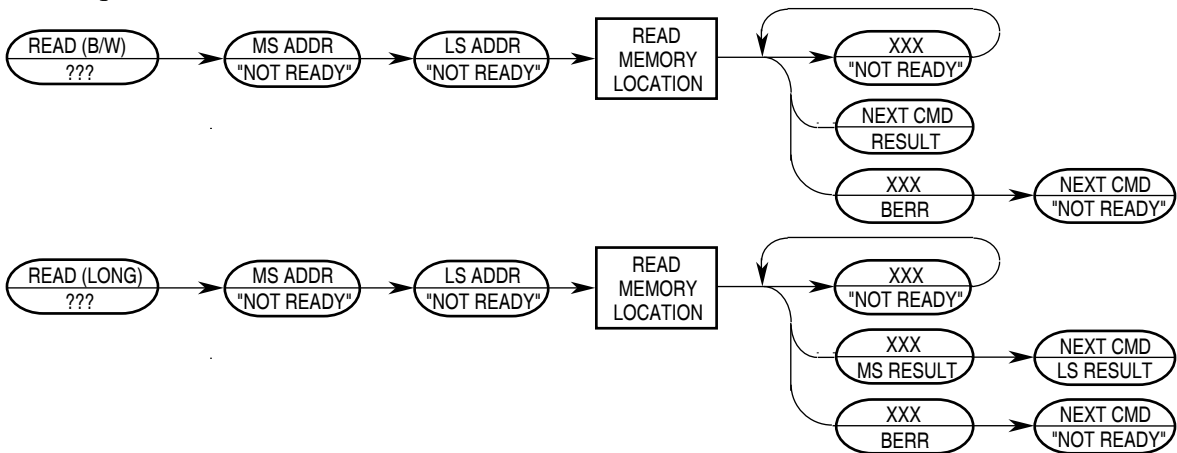 READ (B/W)
???
MS ADDR
"NOT READY"
LS ADDR
"NOT READY"
READ
MEMORY
LOCATION
XXX
"NOT READY"
NEXT CMD
RESULT
XXX
BERR
NEXT CMD
"NOT READY"
READ (LONG)
???
MS ADDR
"NOT READY"
LS ADDR
"NOT READY"
READ
MEMORY
LOCATION
XXX
"NOT READY"
XXX
MS RESULT
NEXT CMD
LS RESULT
XXX
BERR
NEXT CMD
"NOT READY"